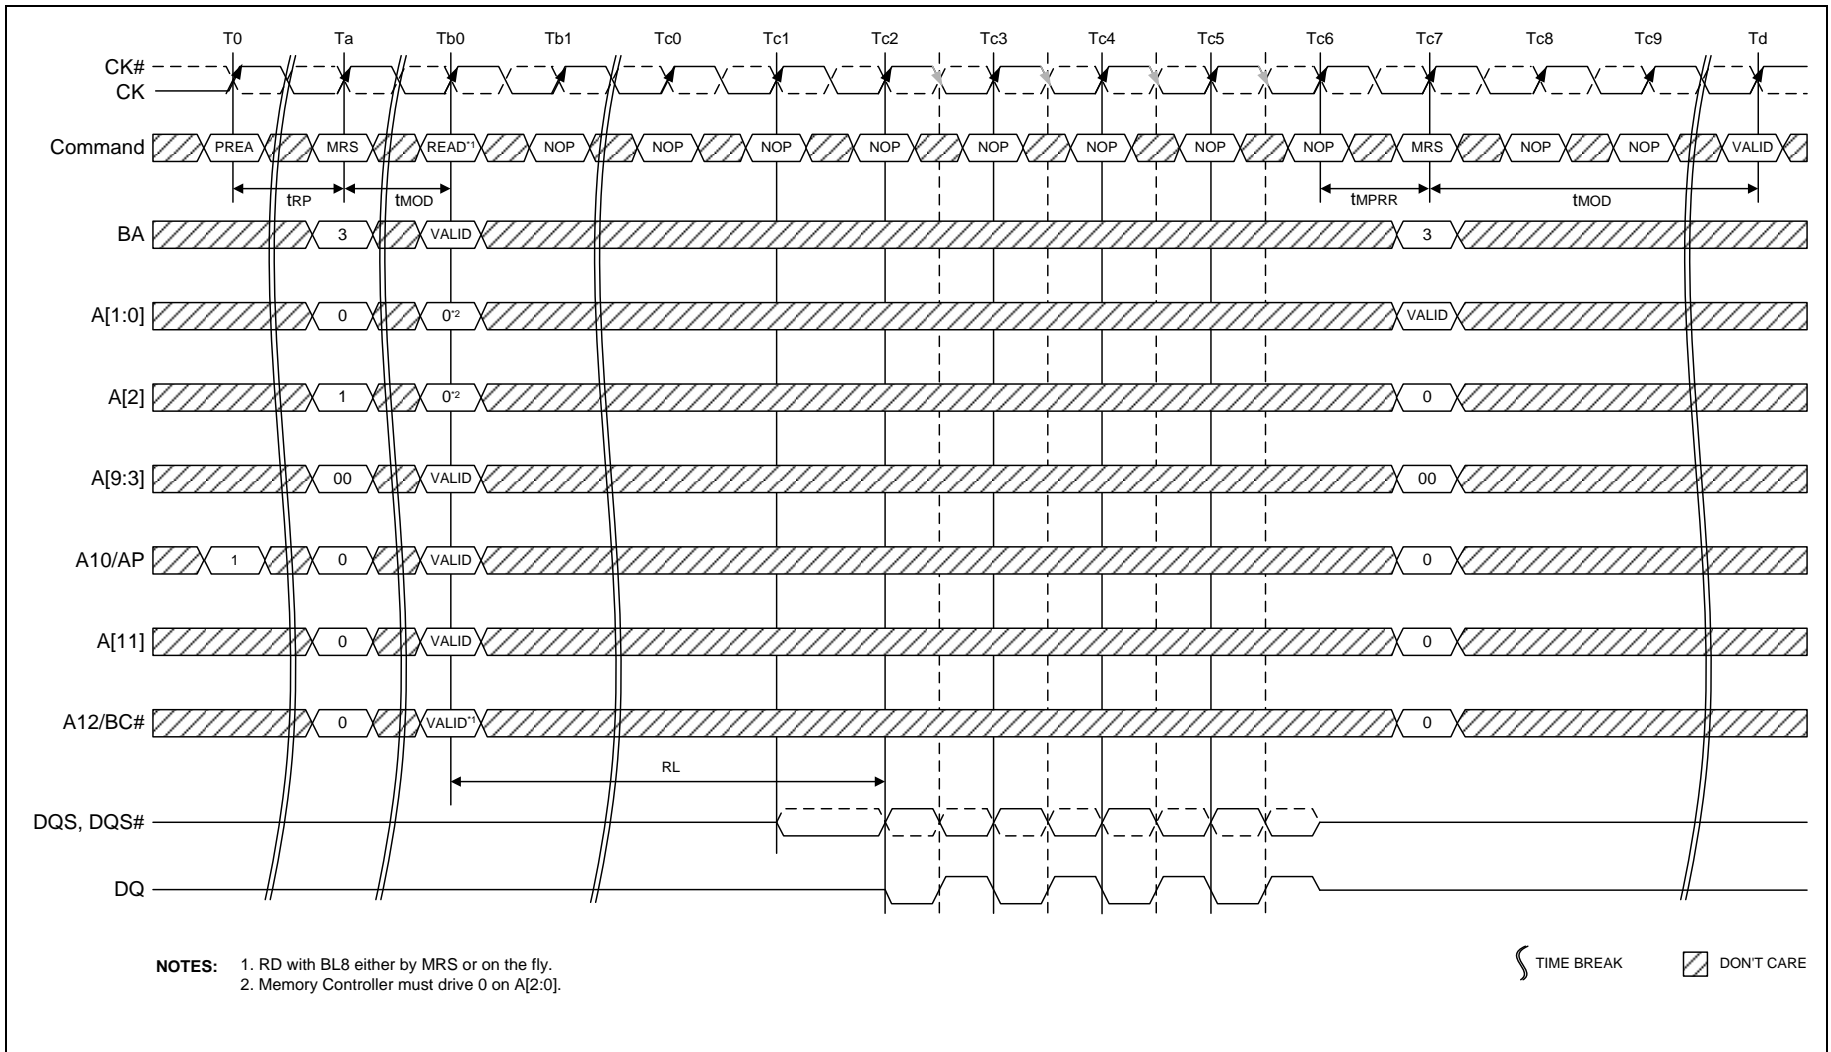 T0 Ta Tb0 Tb1 Tc0 Tc1 Tc2 Tc3 Tc4 Tc5 Tc6 Tc7 Tc8 Tc9 Td
CK#
CK
Command PREA MRS READ*1 NOP NOP NOP NOP NOP NOP NOP NOP MRS NOP NOP VALID
tRP tMOD tMPRR tMOD
BA 3 VALID 3
A[1:0] 0 0*2 VALID
A[2] 1 0*2 0
A[9:3] 00 VALID 00
A10/AP 1 0 VALID 0
A[11] 0 VALID 0
A12/BC# 0 VALID*1 0
RL
DQS, DQS#
DQ
NOTES: 1. RD with BL8 either by MRS or on the fly.
2. Memory Controller must drive 0 on A[2:0].
TIME BREAK DON'T CARE